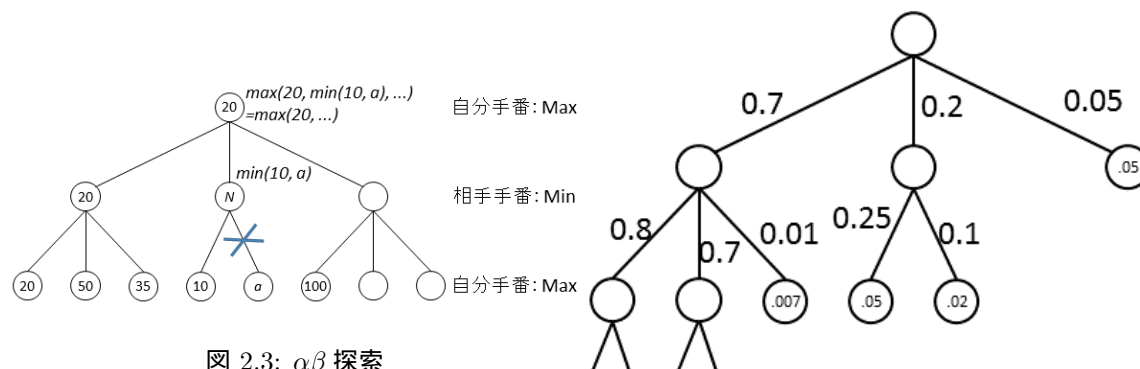 max(20, min(10, a), ...)
=max(20, ...)
20
自分手番: Max
min(10, a)
20
N
相手手番: Min
20
50
35
10
a
100
自分手番: Max
図 2.3: αβ 探索
0.7
0.2
0.05
.05
0.8
0.7
0.01
0.25
0.1
.007
.05
.02